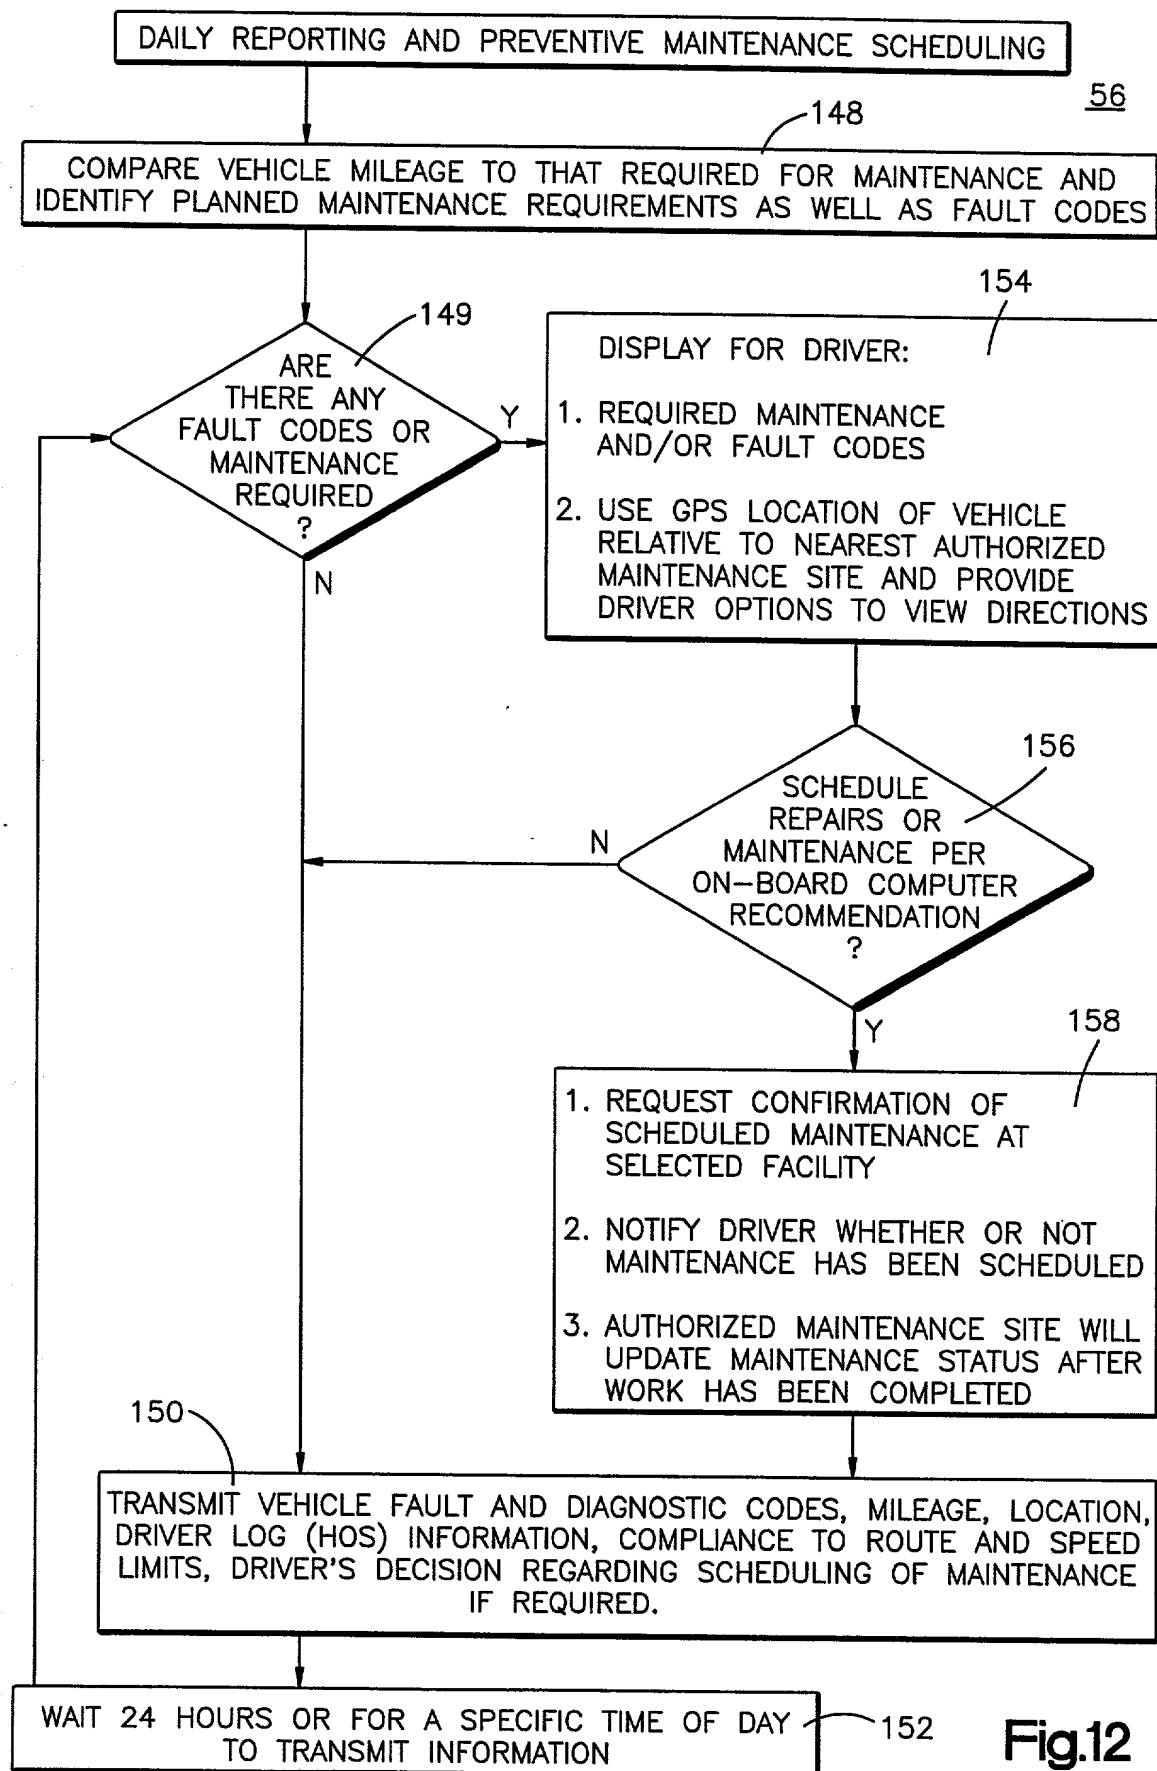 DAILY REPORTING AND PREVENTIVE MAINTENANCE SCHEDULING
56
148
COMPARE VEHICLE MILEAGE TO THAT REQUIRED FOR MAINTENANCE AND
IDENTIFY PLANNED MAINTENANCE REQUIREMENTS AS WELL AS FAULT CODES
149
ARE
THERE ANY
FAULT CODES OR
MAINTENANCE
REQUIRED
?
Y
N
154
DISPLAY FOR DRIVER:
1. REQUIRED MAINTENANCE
AND/OR FAULT CODES
2. USE GPS LOCATION OF VEHICLE
RELATIVE TO NEAREST AUTHORIZED
MAINTENANCE SITE AND PROVIDE
DRIVER OPTIONS TO VIEW DIRECTIONS
156
SCHEDULE
REPAIRS OR
MAINTENANCE PER
ON-BOARD COMPUTER
RECOMMENDATION
?
N
Y
158
1. REQUEST CONFIRMATION OF
SCHEDULED MAINTENANCE AT
SELECTED FACILITY
2. NOTIFY DRIVER WHETHER OR NOT
MAINTENANCE HAS BEEN SCHEDULED
3. AUTHORIZED MAINTENANCE SITE WILL
UPDATE MAINTENANCE STATUS AFTER
WORK HAS BEEN COMPLETED
150
TRANSMIT VEHICLE FAULT AND DIAGNOSTIC CODES, MILEAGE, LOCATION,
DRIVER LOG (HOS) INFORMATION, COMPLIANCE TO ROUTE AND SPEED
LIMITS, DRIVER'S DECISION REGARDING SCHEDULING OF MAINTENANCE
IF REQUIRED.
WAIT 24 HOURS OR FOR A SPECIFIC TIME OF DAY
TO TRANSMIT INFORMATION
152
Fig.12